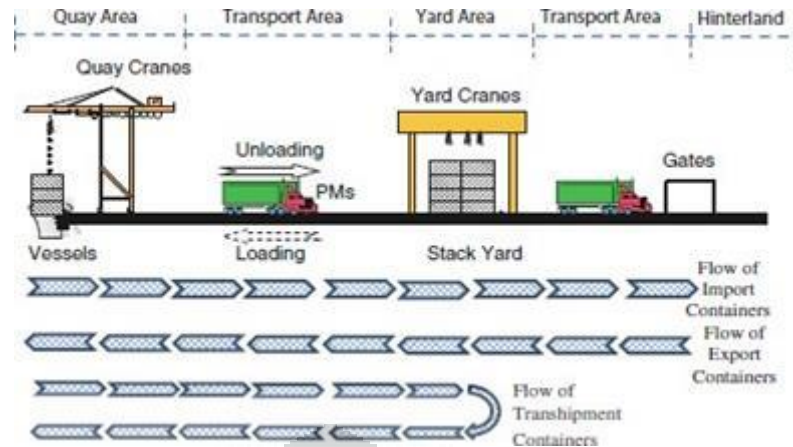 Quay Area
Transport Area
Yard Area
Transport Area
Hinterland
Quay Cranes
Yard Cranes
Unloading
PMs
Gates
Vessels
Loading
Stack Yard
Flow of
Import
Containers
Flow of
Export
Containers
Flow of
Transhipment
Containers